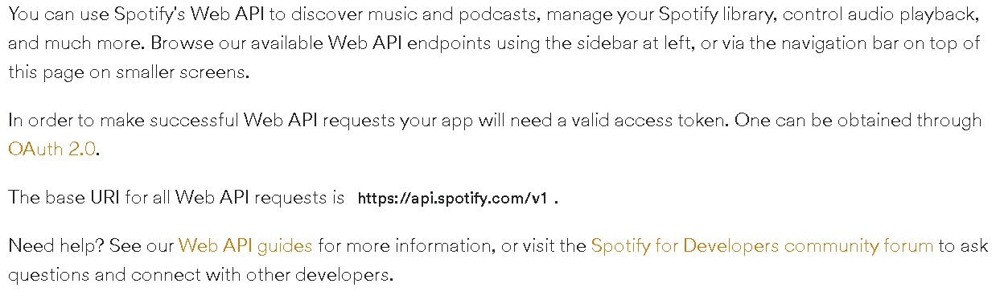 You can use Spotify's Web API to discover music and podcasts, manage your Spotify library, control audio playback,
and much more. Browse our available Web API endpoints using the sidebar at left, or via the navigation bar on top of
this page on smaller screens.
In order to make successful Web API requests your app will need a valid access token. One can be obtained through
OAuth 2.0.
The base URI for all Web API requests is https://api.spotify.com/v1 .
Need help? See our Web API guides for more information, or visit the Spotify for Developers community forum to ask
questions and connect with other developers.